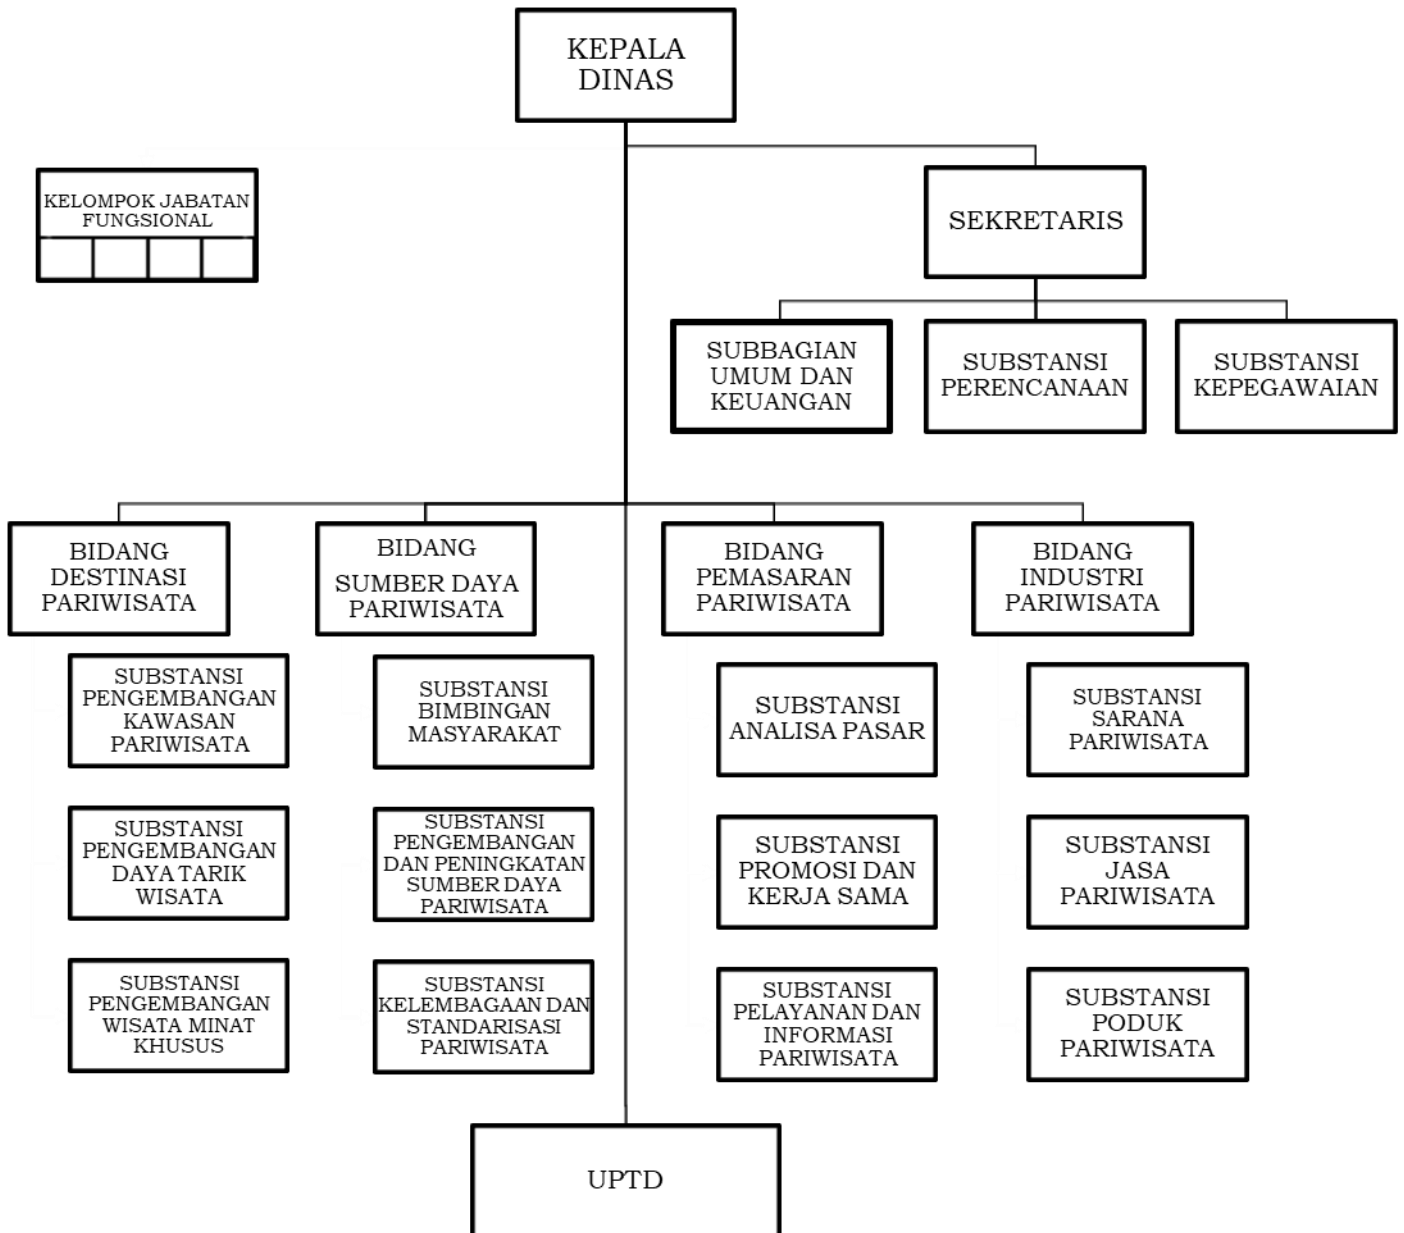 KEPALA
DINAS
KELOMPOK JABATAN
FUNGSIONAL
SEKRETARIS
SUBBAGIAN
UMUM DAN
KEUANGAN
SUBSTANSI
PERENCANAAN
SUBSTANSI
KEPEGAWAIAN
BIDANG
DESTINASI
PARIWISATA
BIDANG
SUMBER DAYA
PARIWISATA
BIDANG
PEMASARAN
PARIWISATA
BIDANG
INDUSTRI
PARIWISATA
SUBSTANSI
PENGEMBANGAN
KAWASAN
PARIWISATA
SUBSTANSI
BIMBINGAN
MASYARAKAT
SUBSTANSI
ANALISA PASAR
SUBSTANSI
SARANA
PARIWISATA
SUBSTANSI
PENGEMBANGAN
DAYA TARIK
WISATA
SUBSTANSI
PENGEMBANGAN
DAN PENINGKATAN
SUMBER DAYA
PARIWISATA
SUBSTANSI
PROMOSI DAN
KERJA SAMA
SUBSTANSI
JASA
PARIWISATA
SUBSTANSI
PENGEMBANGAN
WISATA MINAT
KHUSUS
SUBSTANSI
KELEMBAGAAN DAN
STANDARISASI
PARIWISATA
SUBSTANSI
PELAYANAN DAN
INFORMASI
PARIWISATA
SUBSTANSI
PODUK
PARIWISATA
UPTD